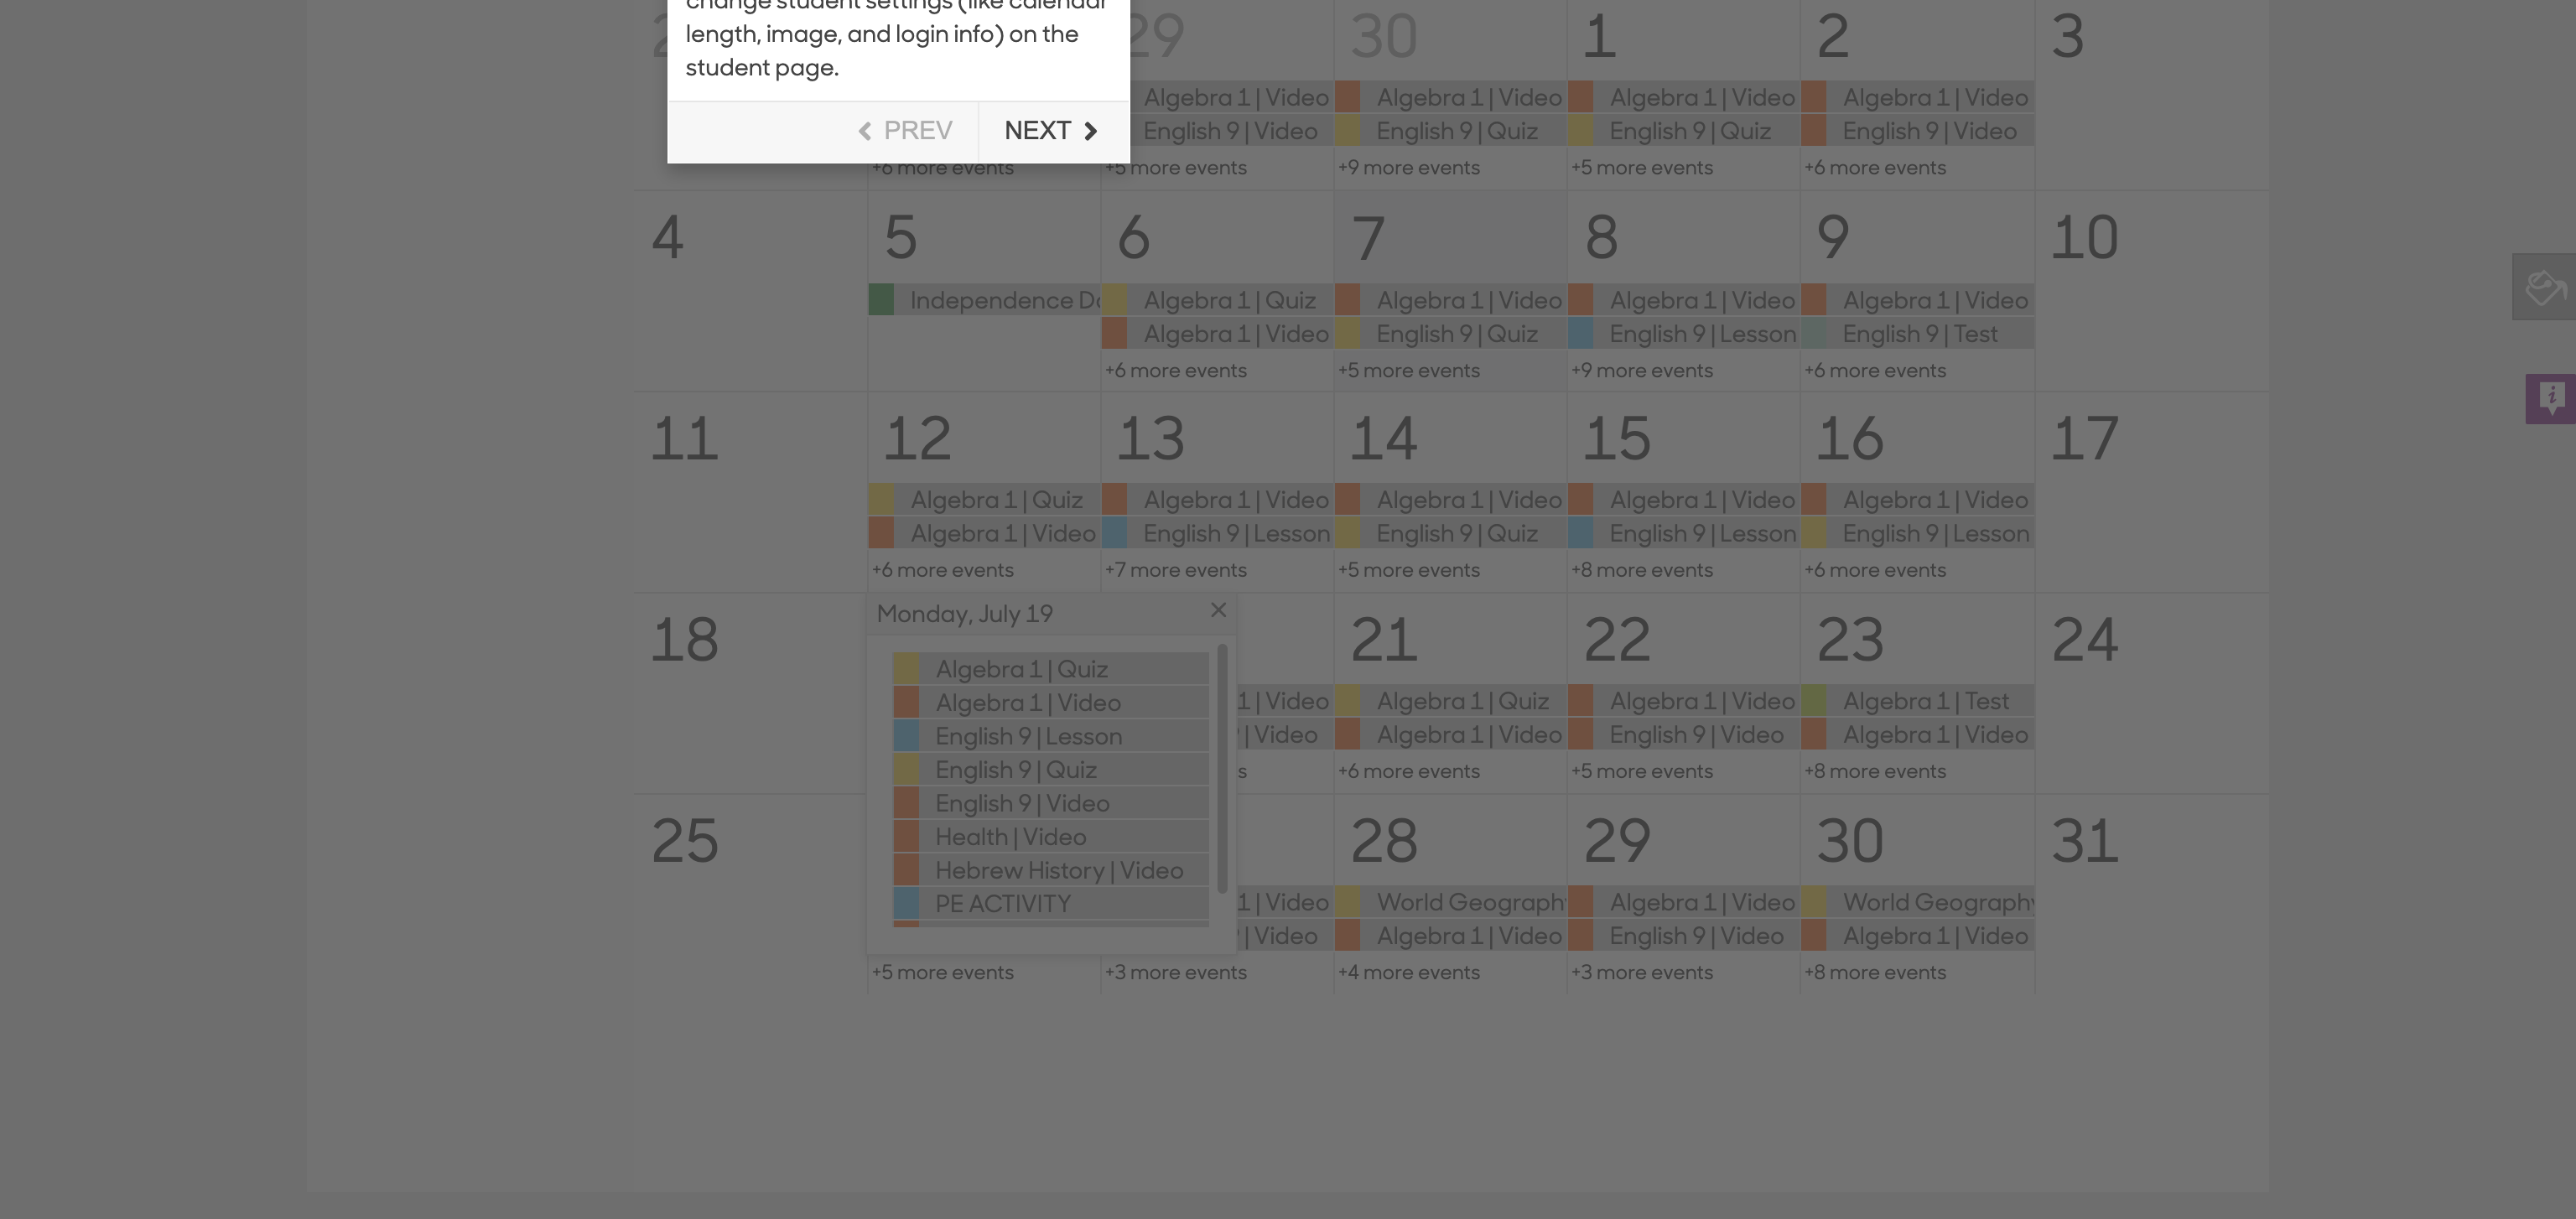 change student settings (like calendar
length, image, and login info) on the
student page.
PREV NEXT
29 30 1 2 3
Algebra 1 | Video Algebra 1 | Video Algebra 1 | Video Algebra 1 | Video
English 9 | Video English 9 | Quiz English 9 | Quiz English 9 | Video
+6 more events +5 more events +9 more events +5 more events +6 more events
4 5 6 7 8 9 10
Independence Da Algebra 1 | Quiz Algebra 1 | Video Algebra 1 | Video Algebra 1 | Video
Algebra 1 | Video English 9 | Quiz English 9 | Lesson English 9 | Test
+6 more events +5 more events +9 more events +6 more events
11 12 13 14 15 16 17
Algebra 1 | Quiz Algebra 1 | Video Algebra 1 | Video Algebra 1 | Video Algebra 1 | Video
Algebra 1 | Video English 9 | Lesson English 9 | Quiz English 9 | Lesson English 9 | Lesson
+6 more events +7 more events +5 more events +8 more events +6 more events
Monday, July 19
Algebra 1 | Quiz
Algebra 1 | Video
English 9 | Lesson
English 9 | Quiz
English 9 | Video
Health | Video
Hebrew History | Video
PE ACTIVITY
18 21 22 23 24
1 | Video Algebra 1 | Quiz Algebra 1 | Video Algebra 1 | Test
| Video Algebra 1 | Video English 9 | Video Algebra 1 | Video
s +6 more events +5 more events +8 more events
25 28 29 30 31
1 | Video World Geography Algebra 1 | Video World Geography
| Video Algebra 1 | Video English 9 | Video Algebra 1 | Video
+5 more events +3 more events +4 more events +3 more events +8 more events